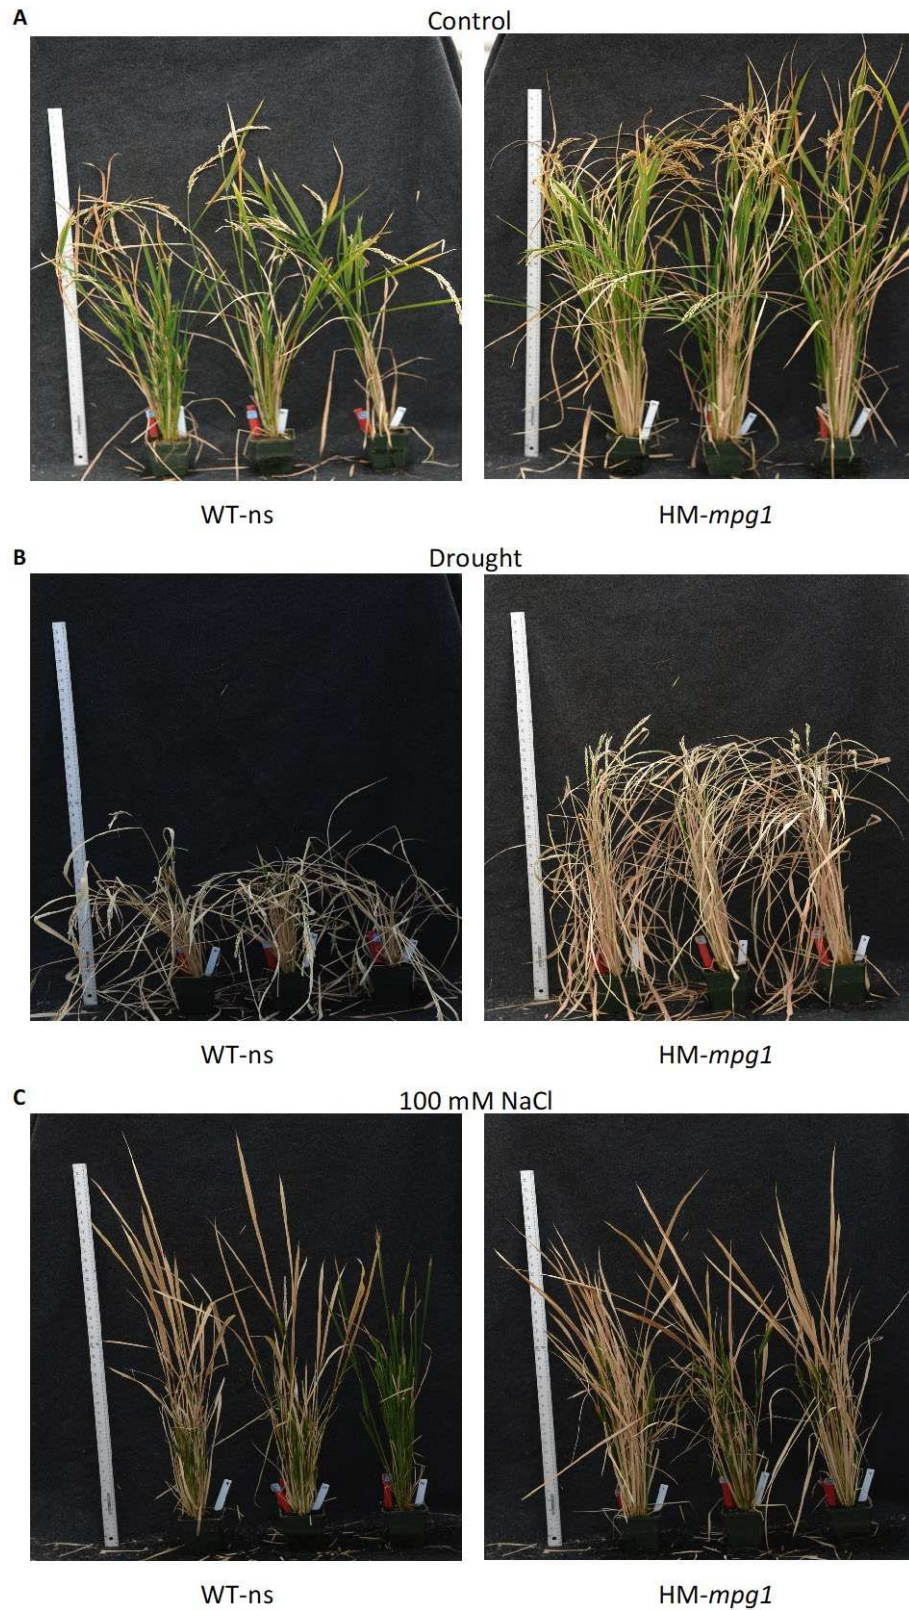 A
Control
WT-ns
HM-mpg1
B
Drought
WT-ns
HM-mpg1
C
100 mM NaCl
WT-ns
HM-mpg1